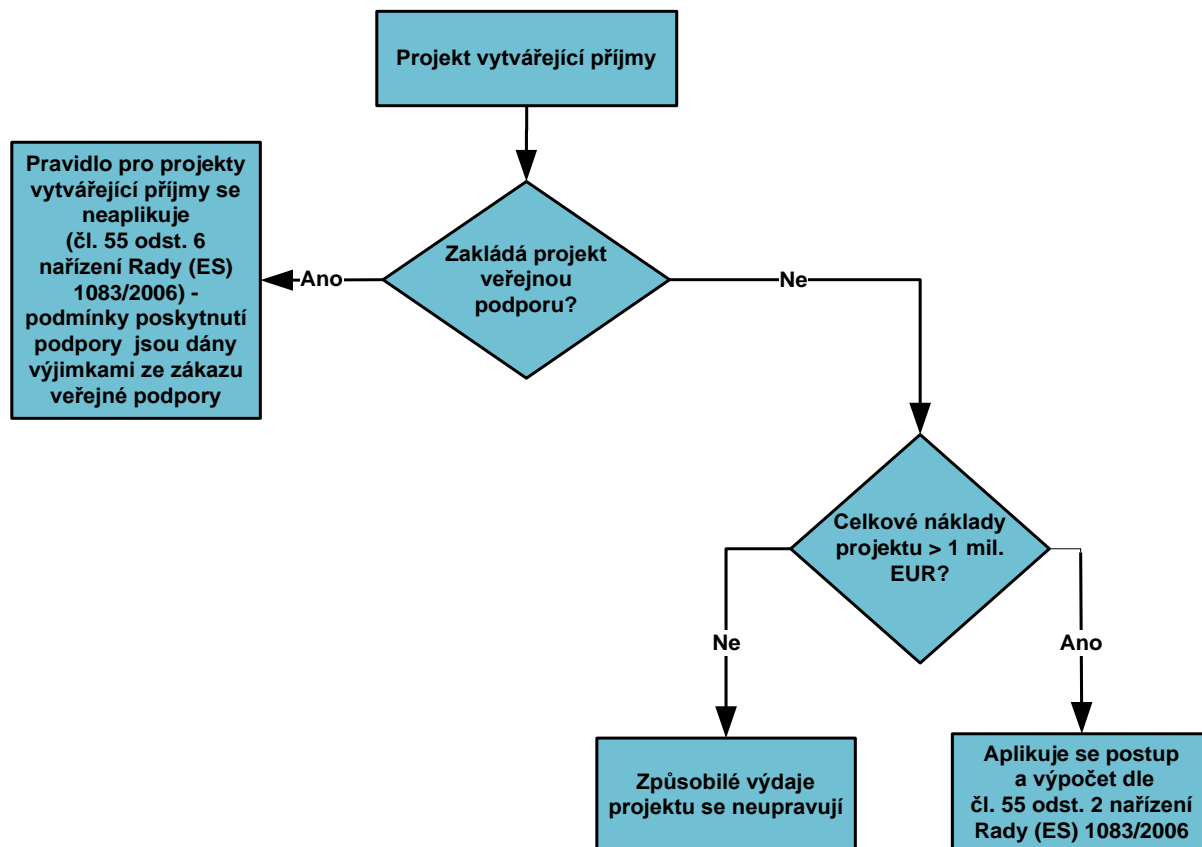 Projekt vytvářející příjmy
Pravidlo pro projekty
vytvářející příjmy se
neaplikuje
(čl. 55 odst. 6
nařízení Rady (ES)
1083/2006) -
podmínky poskytnutí
podpory jsou dány
výjimkami ze zákazu
veřejné podpory
Ano
Zakládá projekt
veřejnou
podporu?
Ne
Celkové náklady
projektu > 1 mil.
EUR?
Ne
Ano
Způsobilé výdaje
projektu se neupravují
Aplikuje se postup
a výpočet dle
čl. 55 odst. 2 nařízení
Rady (ES) 1083/2006